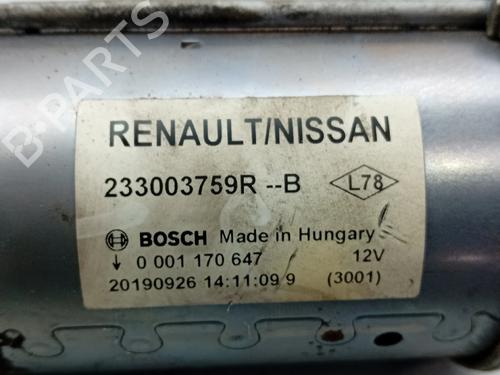 RENAULT/NISSAN
233003759R --B L78
BOSCH Made in Hungary
↓ 0 001 170 647 12V
20190926 14:11:09 9 (3001)